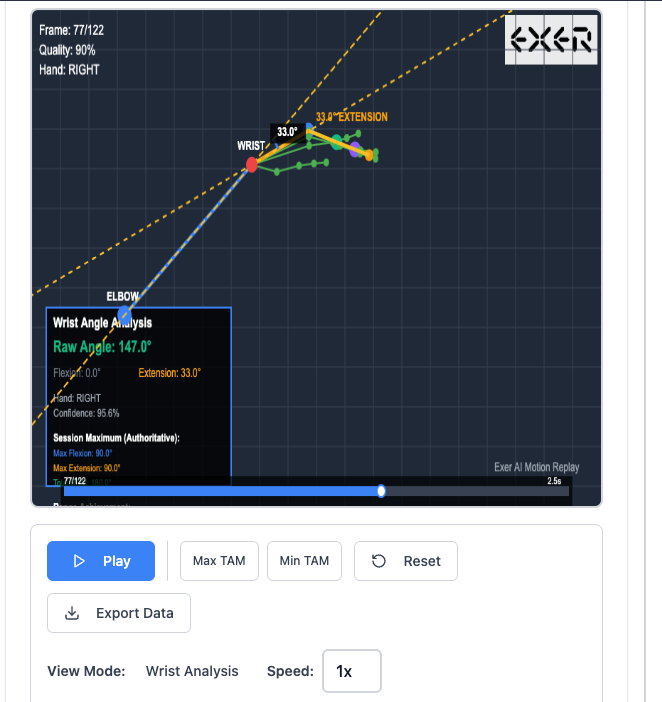 Frame: 77/122
Quality: 90%
Hand: RIGHT
EXER
33.0° EXTENSION
33.0°
WRIST
ELBOW
Wrist Angle Analysis
Raw Angle: 147.0°
Flexion: 0.0° Extension: 33.0°
Hand: RIGHT
Confidence: 95.6%
Session Maximum (Authoritative):
Max Flexion: 90.0°
Max Extension: 90.0°
Exer AI Motion Replay
77/122 2.5s
Play Max TAM Min TAM Reset
Export Data
View Mode: Wrist Analysis Speed: 1x